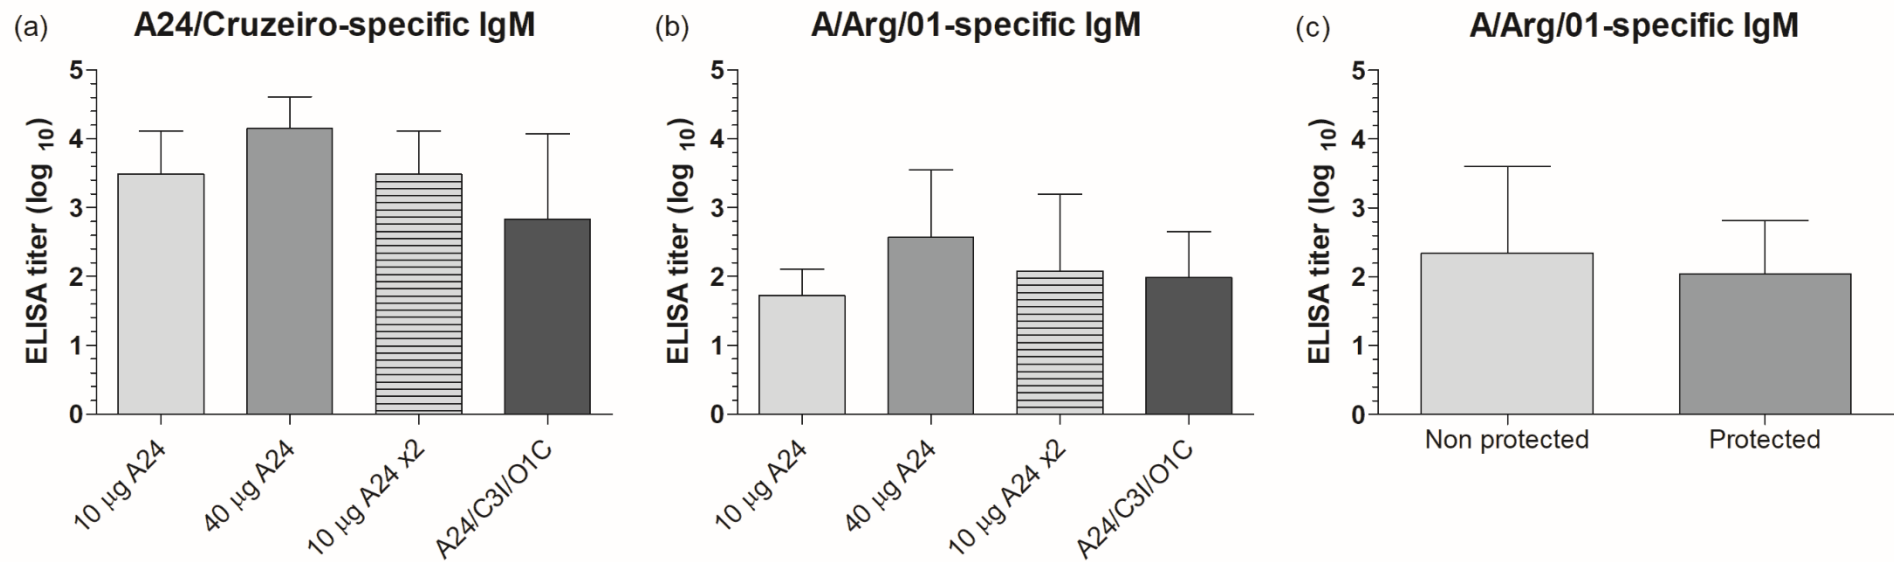 (a) A24/Cruzeiro-specific IgM
ELISA titer (log 10)
5
4
3
2
1
0
10 μg A24
40 μg A24
10 μg A24 x2
A24/C3I/O1C
(b) A/Arg/01-specific IgM
ELISA titer (log 10)
5
4
3
2
1
0
10 μg A24
40 μg A24
10 μg A24 x2
A24/C3I/O1C
(c) A/Arg/01-specific IgM
ELISA titer (log 10)
5
4
3
2
1
0
Non protected
Protected